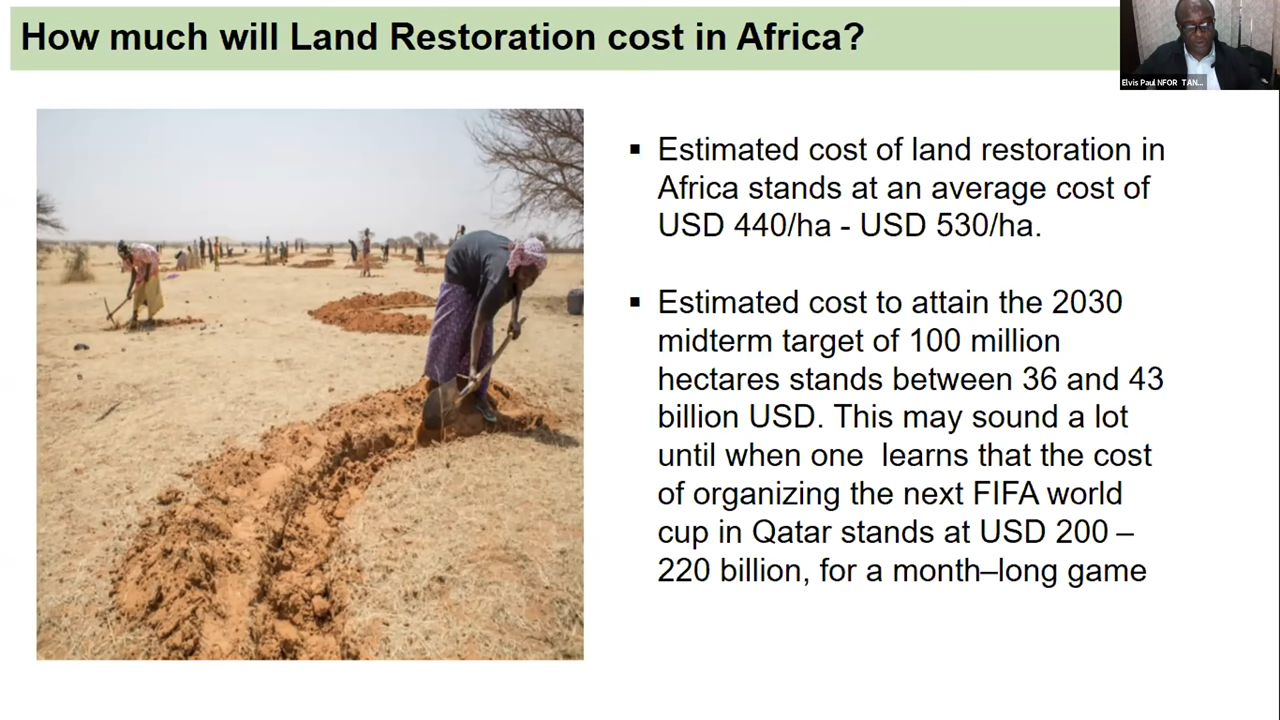 How much will Land Restoration cost in Africa?
Elvis Paul NFOR TAN...
▪ Estimated cost of land restoration in
Africa stands at an average cost of
USD 440/ha - USD 530/ha.
▪ Estimated cost to attain the 2030
midterm target of 100 million
hectares stands between 36 and 43
billion USD. This may sound a lot
until when one  learns that the cost
of organizing the next FIFA world
cup in Qatar stands at USD 200 –
220 billion, for a month–long game